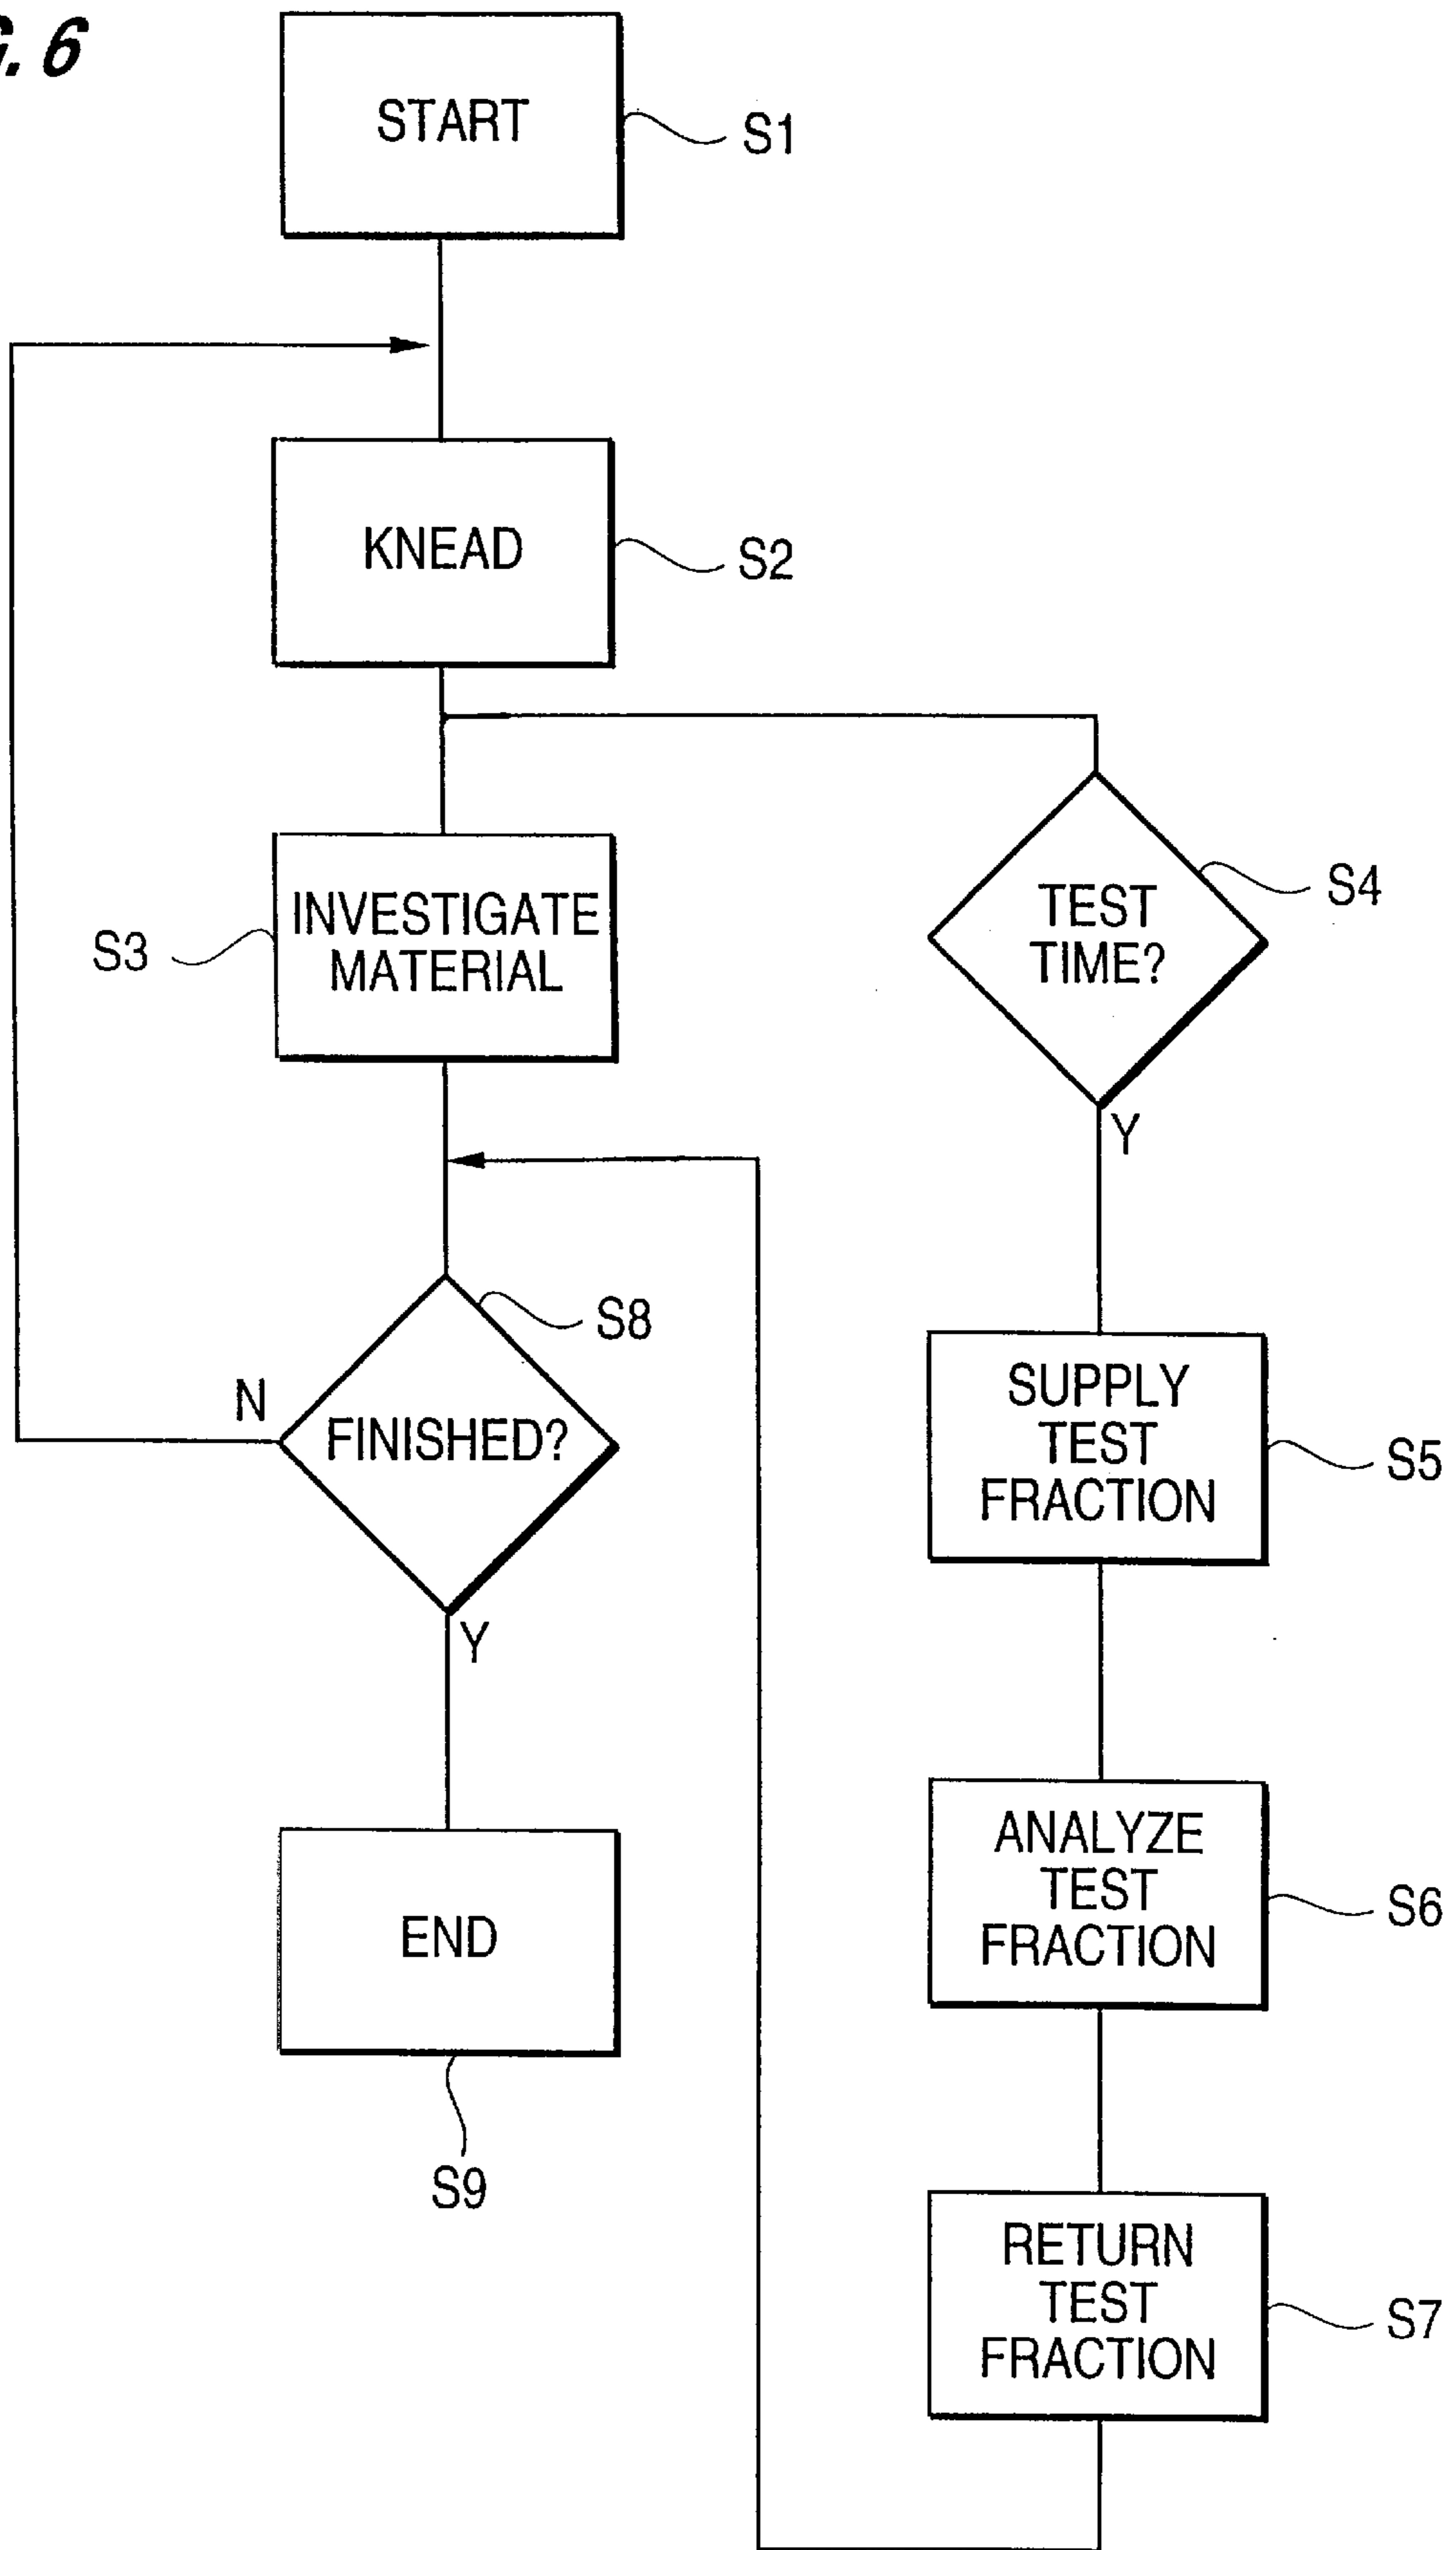 G. 6
START
S1
KNEAD
S2
INVESTIGATE
MATERIAL
S3
TEST
TIME?
S4
Y
SUPPLY
TEST
FRACTION
S5
ANALYZE
TEST
FRACTION
S6
RETURN
TEST
FRACTION
S7
FINISHED?
S8
N
Y
END
S9